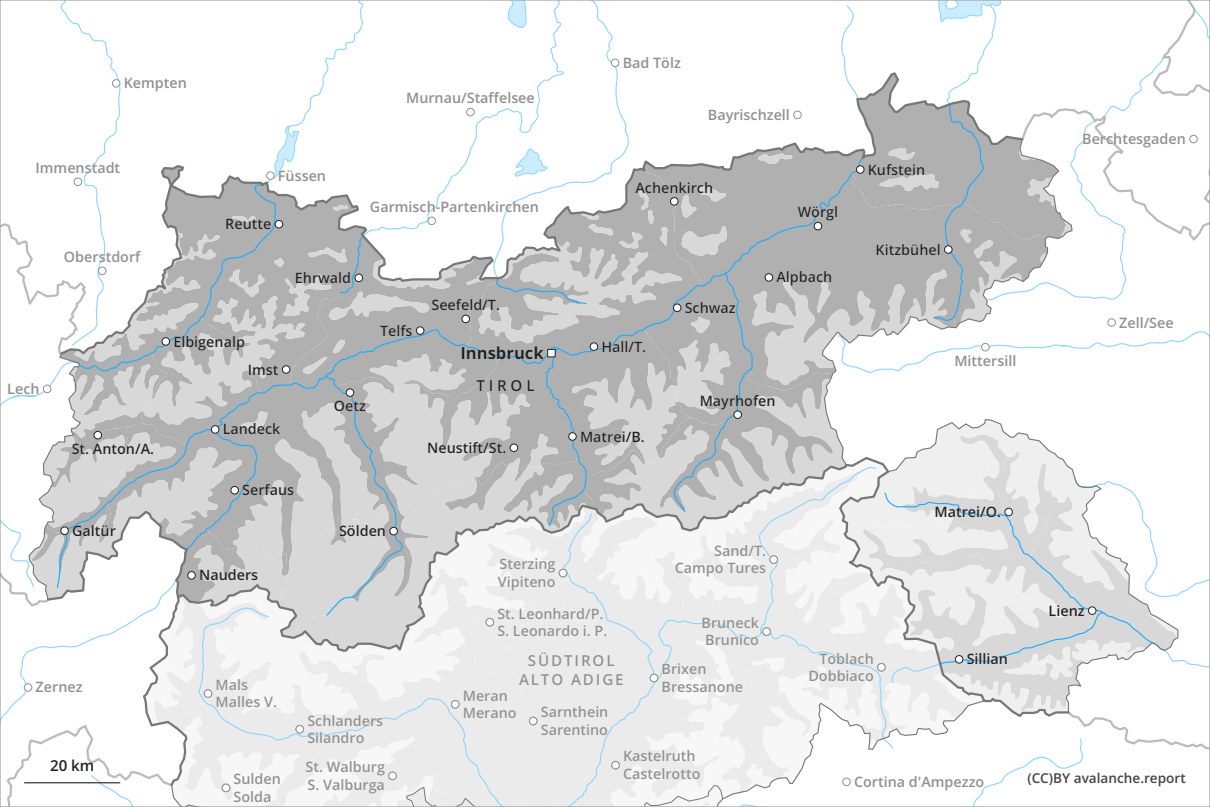 Kempten
Bad Tölz
Murnau/Staffelsee
Bayrischzell
Berchtesgaden
Immenstadt
Füssen
Kufstein
Achenkirch
Garmisch-Partenkirchen
Wörgl
Reutte
Kitzbühel
Oberstdorf
Ehrwald
Alpbach
Seefeld/T.
Schwaz
Zell/See
Telfs
Elbigenalp
Innsbruck
Hall/T.
Mittersill
Imst
TIROL
Lech
Oetz
Mayrhofen
Landeck
Matrei/B.
St. Anton/A.
Neustift/St.
Serfaus
Matrei/O.
Galtür
Sölden
Sterzing
Vipiteno
Sand/T.
Campo Tures
Nauders
Lienz
St. Leonhard/P.
S. Leonardo i. P.
Bruneck
Brunico
SÜDTIROL
ALTO ADIGE
Toblach
Dobbiaco
Sillian
Brixen
Bressanone
Zernez
Mals
Malles V.
Meran
Merano
Sarnthein
Sarentino
Schlanders
Silandro
Kastelruth
Castelrotto
St. Walburg
S. Valburga
20 km
Sulden
Solda
Cortina d'Ampezzo
(CC)BY avalanche.report